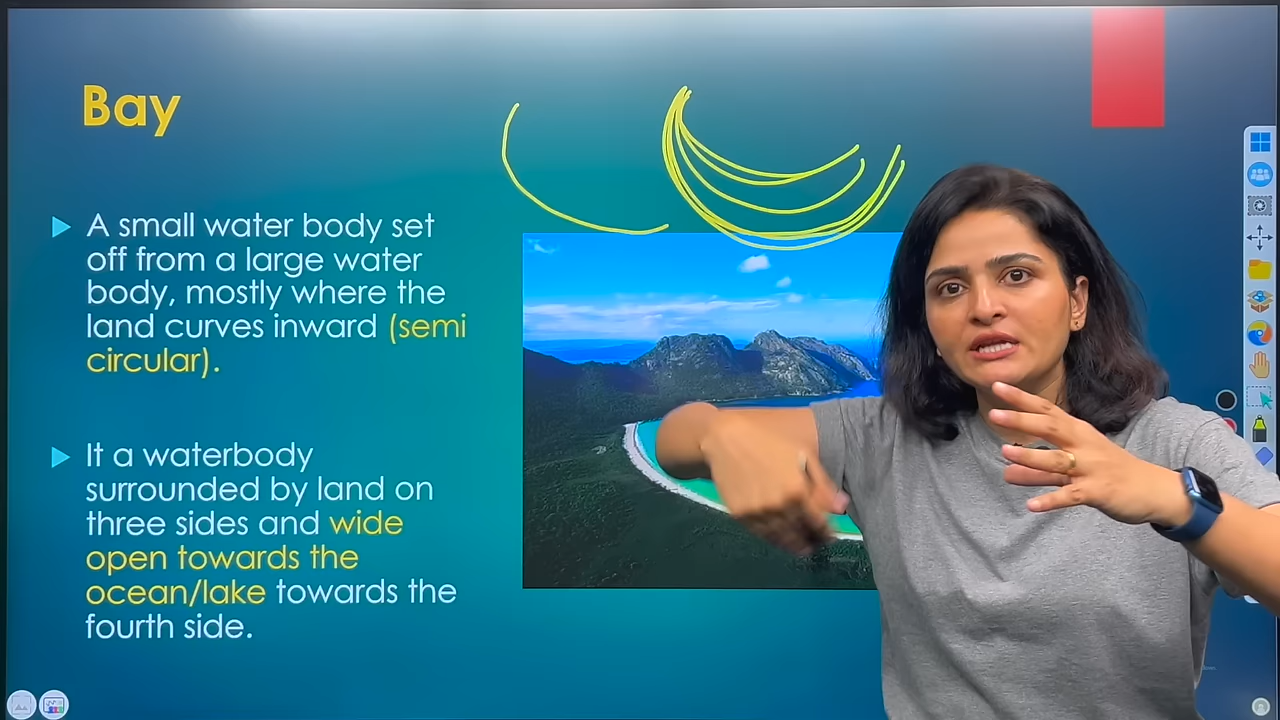 Bay
A small water body set
off from a large water
body, mostly where the
land curves inward (semi
circular).
It a waterbody
surrounded by land on
three sides and wide
open towards the
ocean/lake towards the
fourth side.